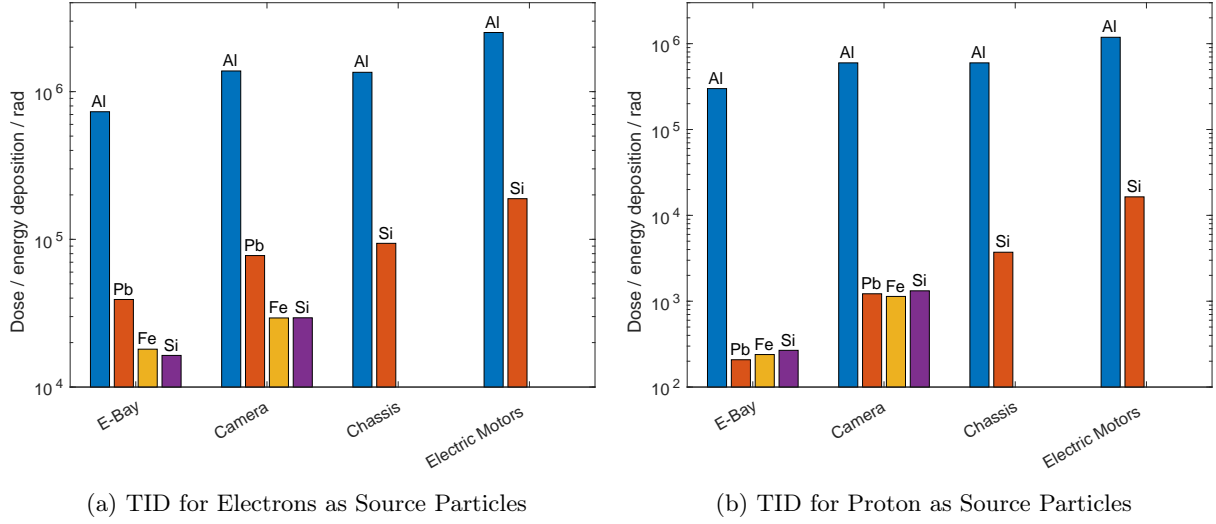 Dose / energy deposition / rad
10^6
10^5
10^4
Al
Pb
Fe
Si
Al
Pb
Fe
Si
Al
Si
Al
Si
E-Bay
Camera
Chassis
Electric Motors
(a) TID for Electrons as Source Particles
Dose / energy deposition / rad
10^6
10^5
10^4
10^3
10^2
Al
Pb
Fe
Si
Al
Pb
Fe
Si
Al
Si
Al
Si
E-Bay
Camera
Chassis
Electric Motors
(b) TID for Proton as Source Particles